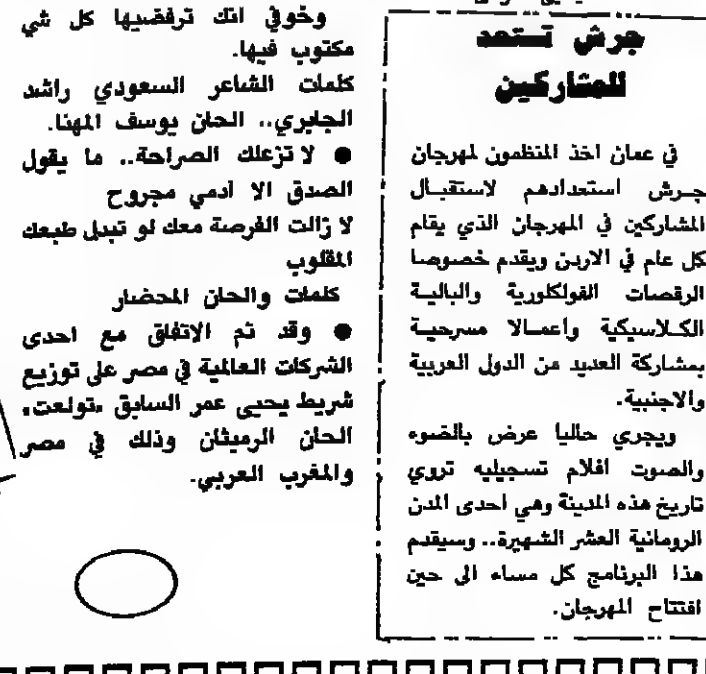 جرش تستعد
للمشاركين
في عمان اخذ المنظمون لمهرجان
جرش استعدادهم لاستقبال
المشاركين في المهرجان الذي يقام
كل عام في الاردن ويقدم خصوصا
الرقصات الفولكلورية والباليه
الكلاسيكية واعمالا مسرحية
بمشاركة العديد من الدول العربية
والاجنبية.
ويجري حاليا عرض بالضوء
والصوت افلام تسجيليه تروي
تاريخ هذه المدينة وهي احدى المدن
الرومانية العشر الشهيرة.. وسيقدم
هذا البرنامج كل مساء الى حين
افتتاح المهرجان.
وخوفي انك ترفضيها كل شي
مكتوب فيها.
كلمات الشاعر السعودي راشد
الجابري.. الحان يوسف المهنا.
● لا تزعلك الصراحة.. ما يقول
الصدق الا ادمي مجروح
لا زالت الفرصة معك لو تبدل طبعك
المقلوب
كلمات والحان المحضار
● وقد تم الاتفاق مع احدى
الشركات العالمية في مصر على توزيع
شريط يحيى عمر السابق «تولعت»
الحان الرميثان وذلك في مصر
والمغرب العربي.